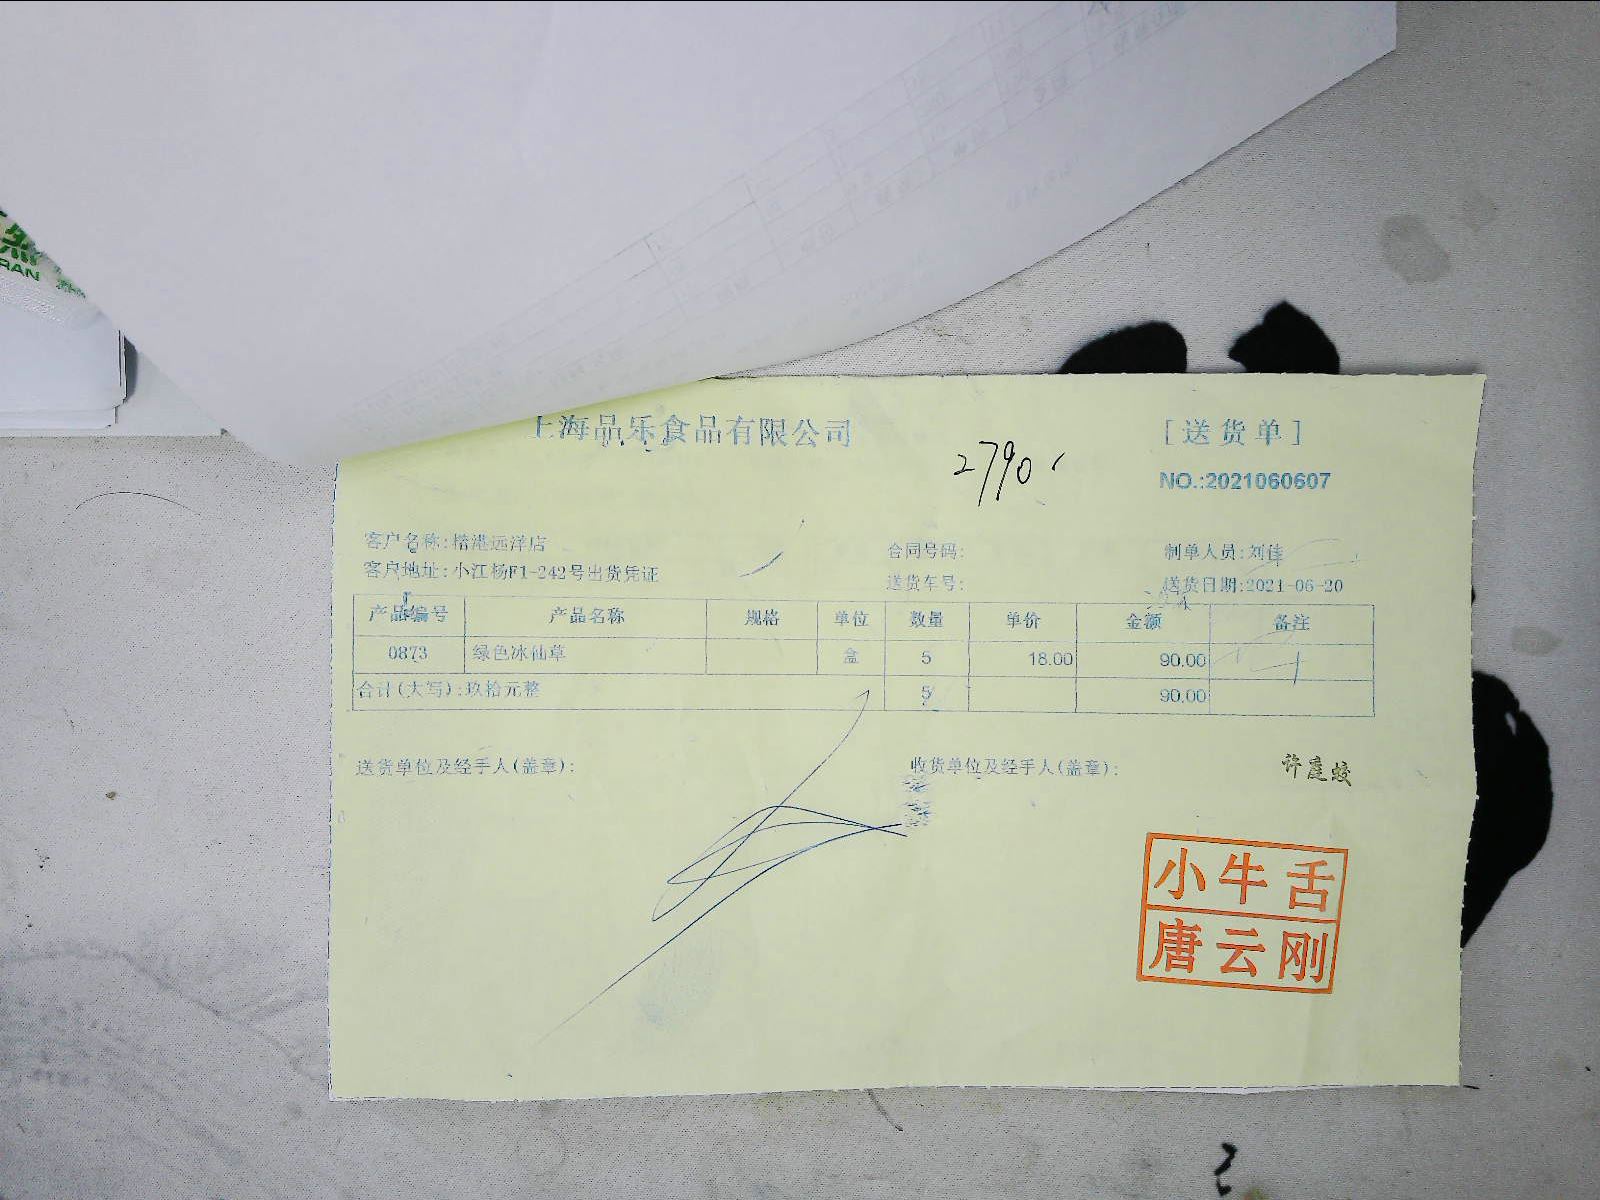 然
RAN
上海品乐食品有限公司
[送货单]
2790
NO.:2021060607
客户名称:楷港远洋店
合同号码:
制单人员:刘佳
客户地址:小江杨F1-242号出货凭证
送货车号:
送货日期:2021-06-20
产品编号 产品名称 规格 单位 数量 单价 金额 备注
0873 绿色冰仙草 盒 5 18.00 90.00
合计(大写):玖拾元整 5 90.00
送货单位及经手人(盖章):
收货单位及经手人(盖章):
许庭蛟
小牛舌
唐云刚